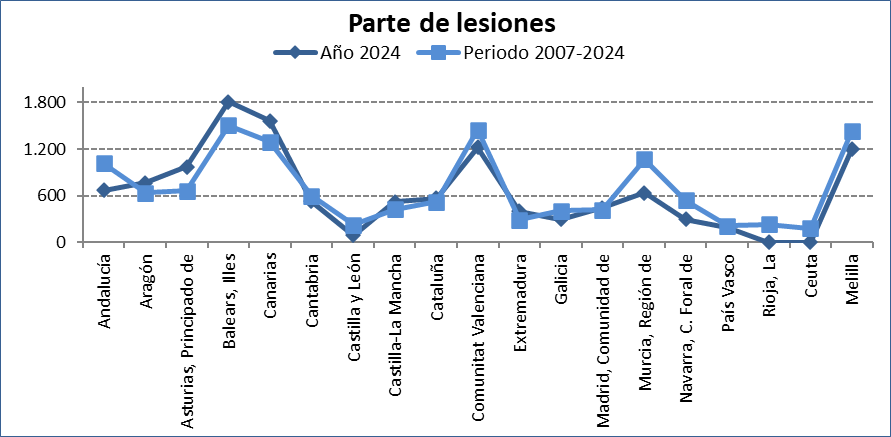 Parte de lesiones
Año 2024
Periodo 2007-2024
1.800
1.200
600
0
Andalucía
Aragón
Asturias, Principado de
Balears, Illes
Canarias
Cantabria
Castilla y León
Castilla-La Mancha
Cataluña
Comunitat Valenciana
Extremadura
Galicia
Madrid, Comunidad de
Murcia, Región de
Navarra, C. Foral de
País Vasco
Rioja, La
Ceuta
Melilla